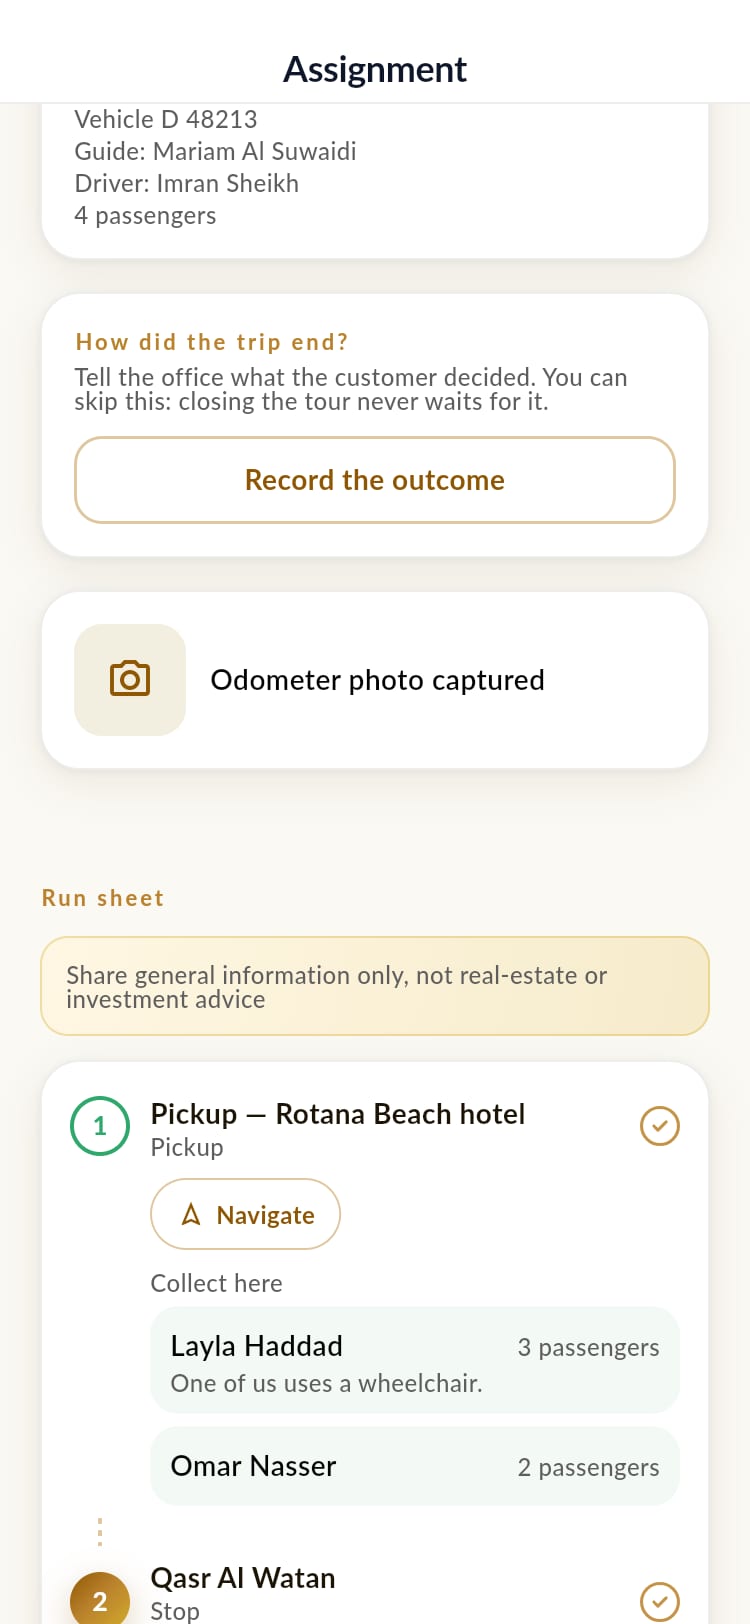 Assignment
Vehicle D 48213
Guide: Mariam Al Suwaidi
Driver: Imran Sheikh
4 passengers
How did the trip end?
Tell the office what the customer decided. You can
skip this: closing the tour never waits for it.
Record the outcome
Odometer photo captured
Run sheet
Share general information only, not real-estate or
investment advice
1
Pickup — Rotana Beach hotel
Pickup
Navigate
Collect here
Layla Haddad
3 passengers
One of us uses a wheelchair.
Omar Nasser
2 passengers
2
Qasr Al Watan
Stop